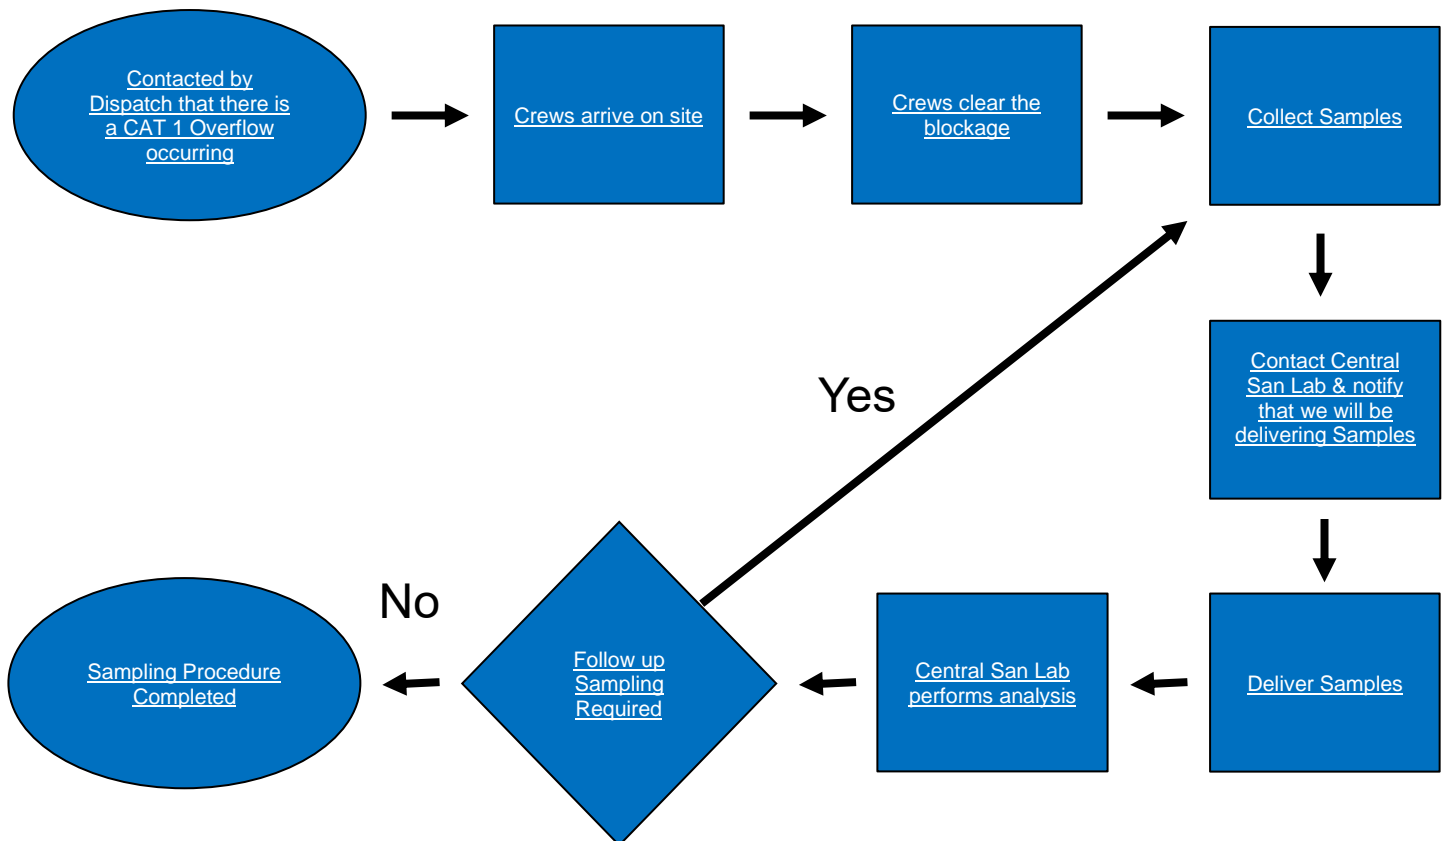 Contacted by
Dispatch that there is
a CAT 1 Overflow
occurring
Crews arrive on site
Crews clear the
blockage
Collect Samples
Contact Central
San Lab & notify
that we will be
delivering Samples
Yes
No
Sampling Procedure
Completed
Follow up
Sampling
Required
Central San Lab
performs analysis
Deliver Samples